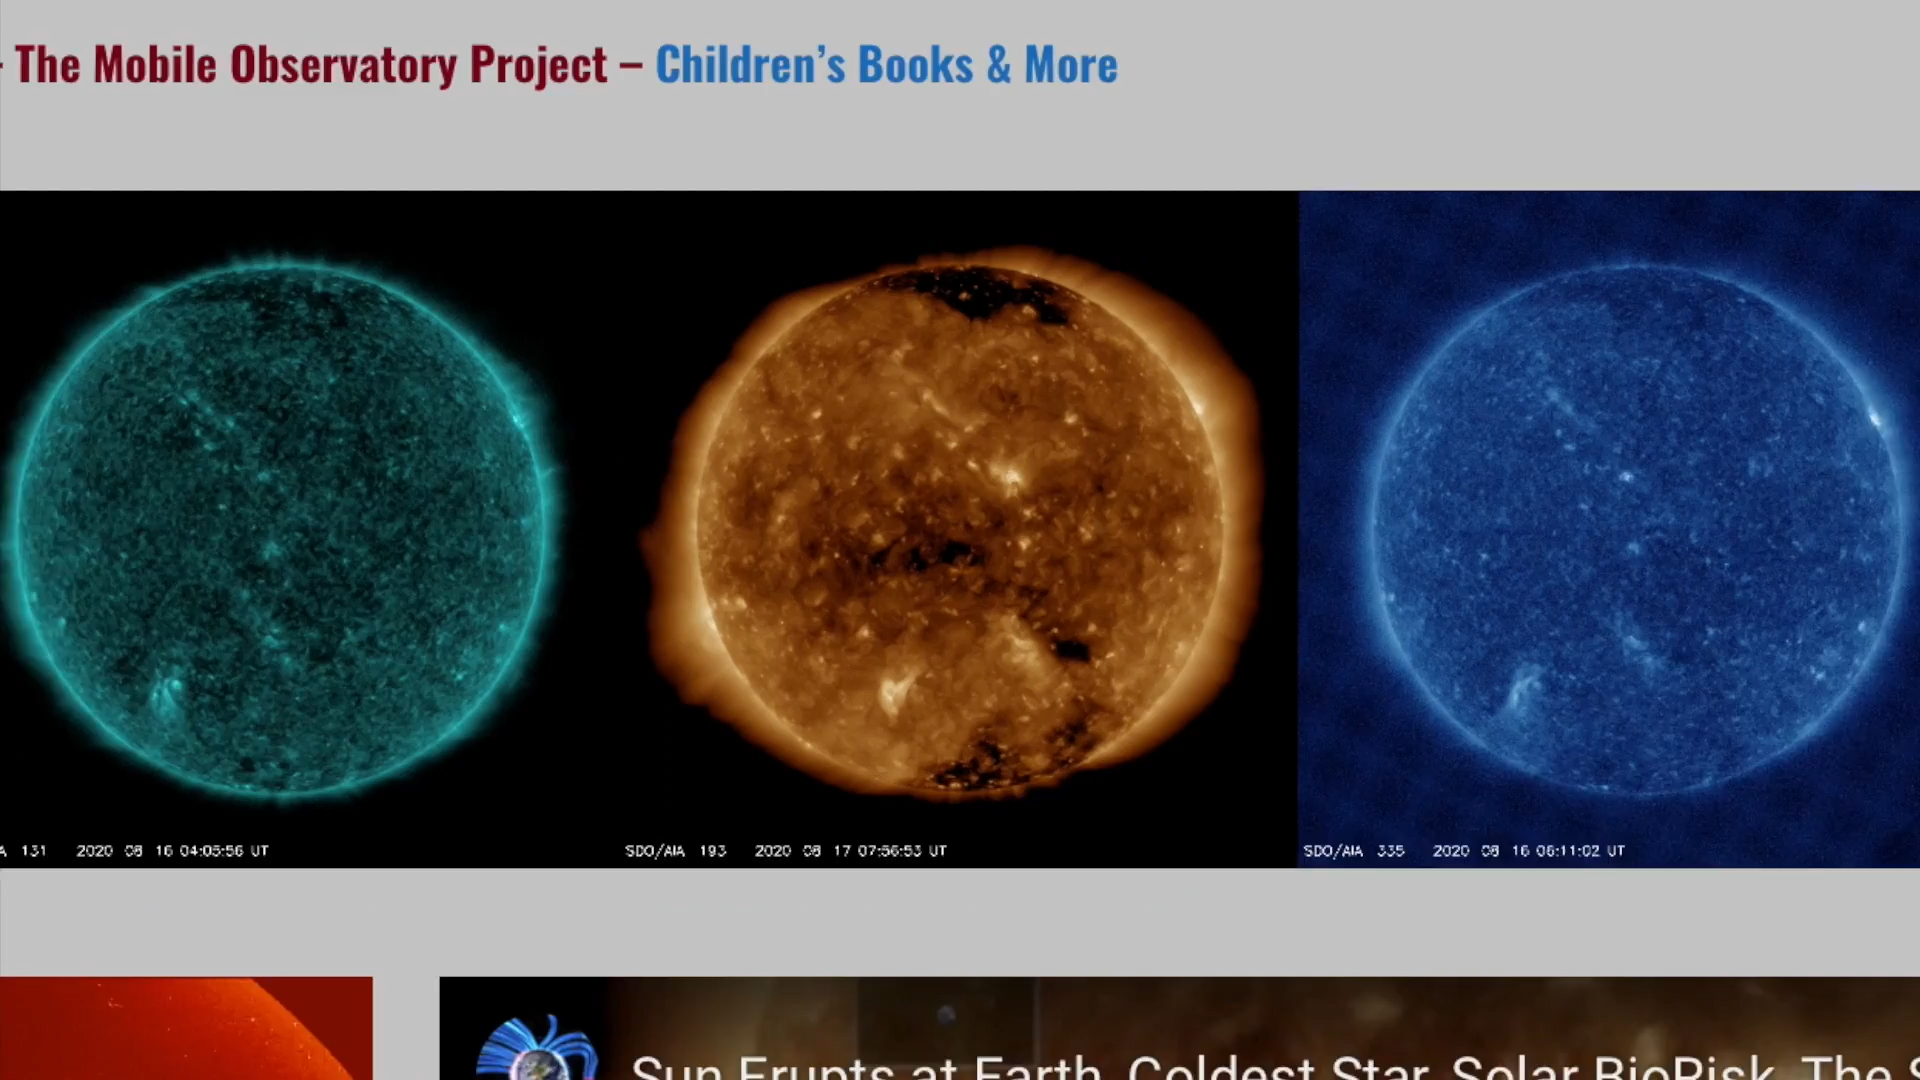 - The Mobile Observatory Project – Children's Books & More
A 131 2020 08 16 04:05:56 UT
SDO/AIA 193 2020 08 17 07:56:53 UT
SDO/AIA 335 2020 08 16 06:11:02 UT
Sun Erupts at Earth, Coldest Star, Solar BioRisk, The S